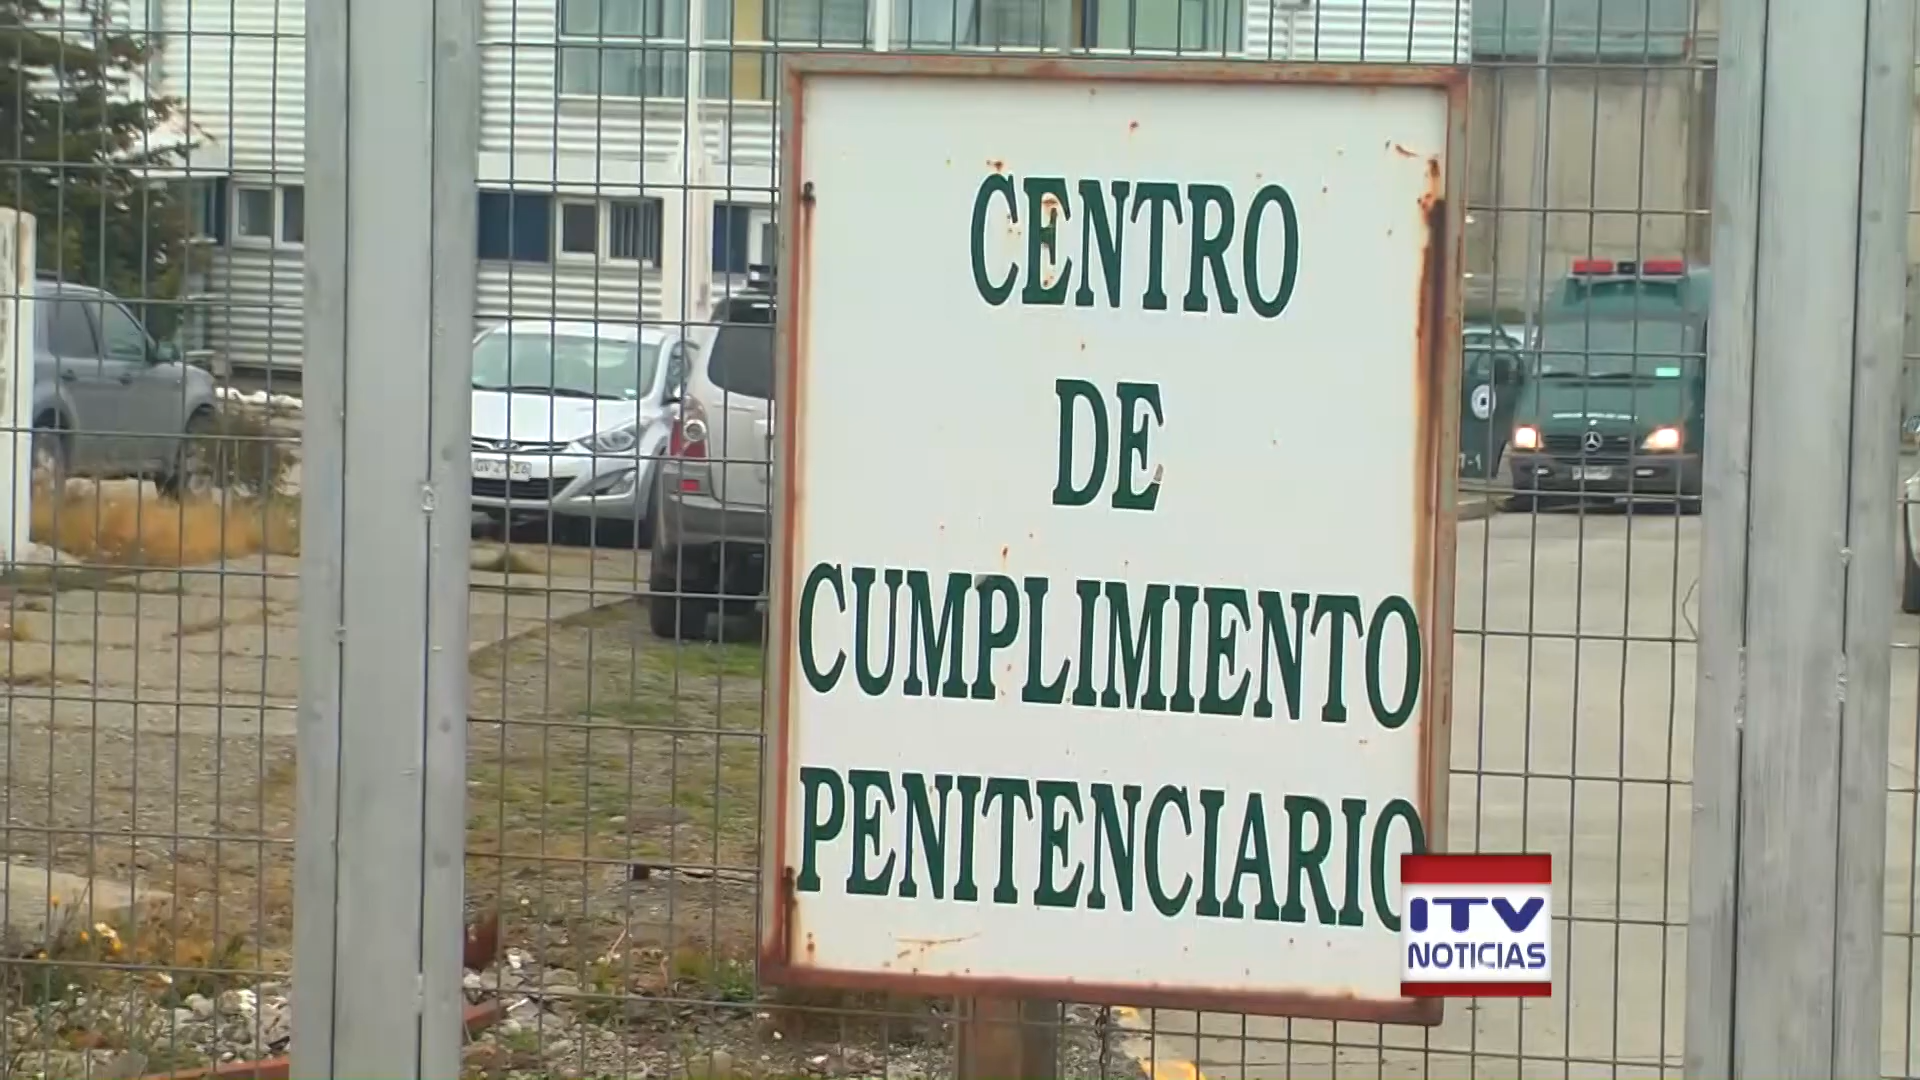 CENTRO
DE
CUMPLIMIENTO
PENITENCIARIO
ITV
NOTICIAS